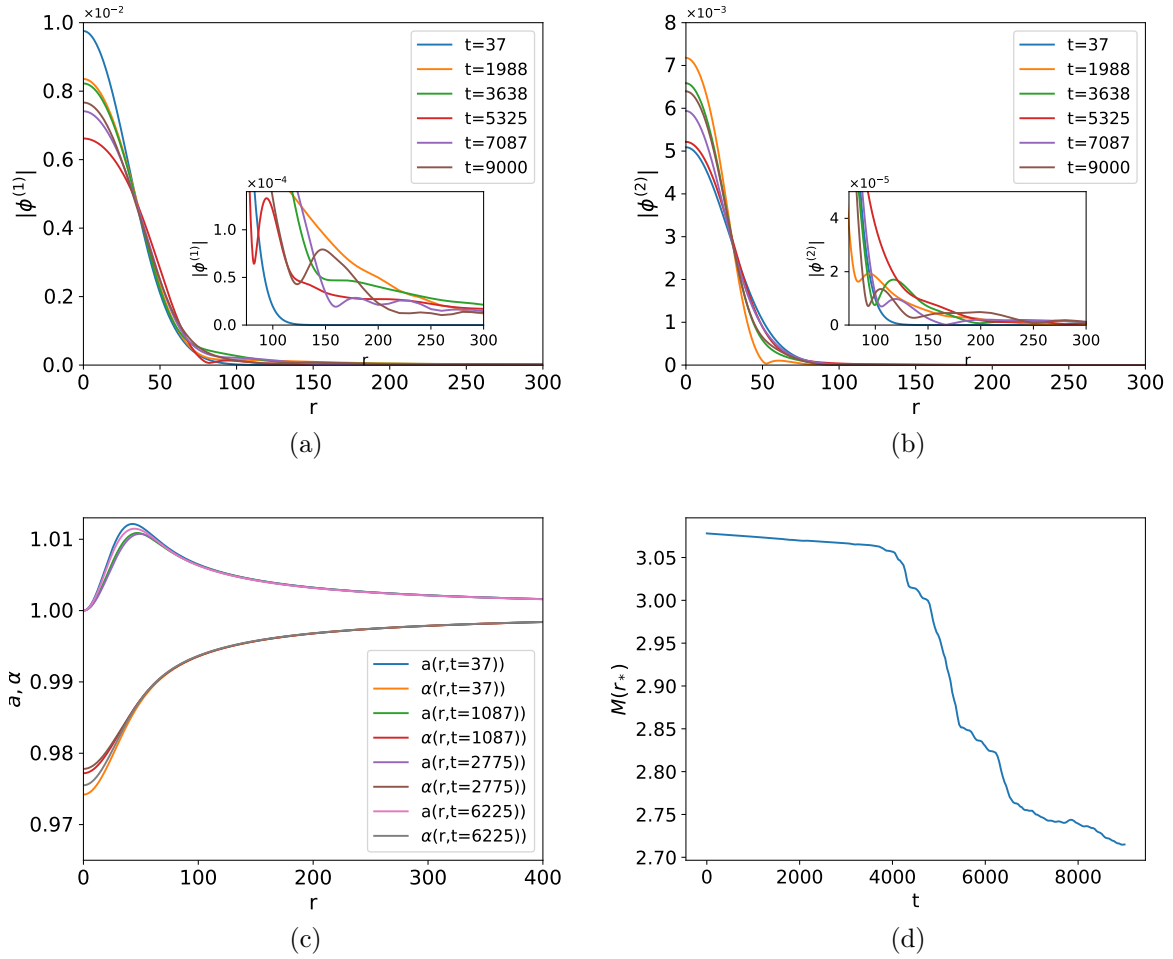 ×10⁻²
1.0
0.8
0.6
0.4
0.2
0.0
|ϕ⁽¹⁾|
0 50 100 150 200 250 300
r
t=37
t=1988
t=3638
t=5325
t=7087
t=9000
×10⁻⁴
1.0
0.5
0.0
|ϕ⁽¹⁾|
100 150 200 250 300
r
(a)
×10⁻³
8
7
6
5
4
3
2
1
0
|ϕ⁽²⁾|
0 50 100 150 200 250 300
r
t=37
t=1988
t=3638
t=5325
t=7087
t=9000
×10⁻⁵
4
2
0
|ϕ⁽²⁾|
100 150 200 250 300
r
(b)
1.01
1.00
0.99
0.98
0.97
a, α
0 100 200 300 400
r
a(r,t=37))
α(r,t=37))
a(r,t=1087))
α(r,t=1087))
a(r,t=2775))
α(r,t=2775))
a(r,t=6225))
α(r,t=6225))
(c)
3.05
3.00
2.95
2.90
2.85
2.80
2.75
2.70
M(r*)
0 2000 4000 6000 8000
t
(d)